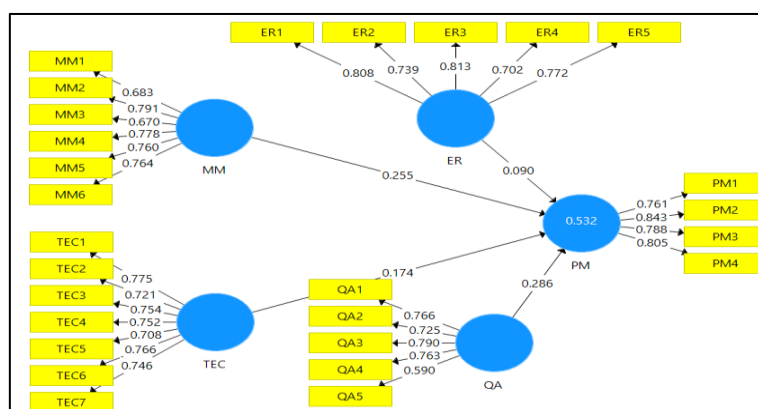 ER1 ER2 ER3 ER4 ER5
0.808 0.739 0.813 0.702 0.772
ER
MM1
MM2
MM3
MM4
MM5
MM6
0.683
0.791
0.670
0.778
0.760
0.764
MM
0.255
0.090
0.532
PM
0.761
0.843
0.788
0.805
PM1
PM2
PM3
PM4
TEC1
TEC2
TEC3
TEC4
TEC5
TEC6
TEC7
0.775
0.721
0.754
0.752
0.708
0.766
0.746
TEC
0.174
QA1
QA2
QA3
QA4
QA5
0.766
0.725
0.790
0.763
0.590
QA
0.286